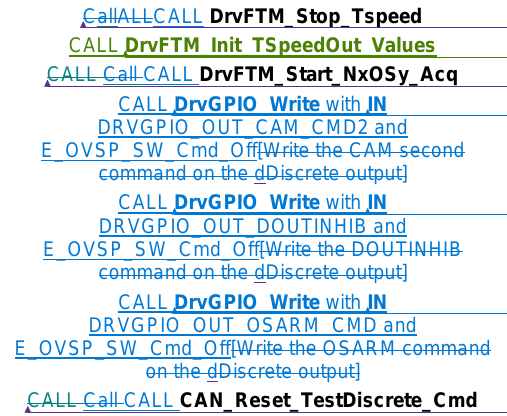 CallALLCALL DrvFTM_Stop_Tspeed
CALL DrvFTM_Init_TSpeedOut_Values
CALL Call CALL DrvFTM_Start_NxOSy_Acq
CALL DrvGPIO_Write with IN
DRVGPIO_OUT_CAM_CMD2 and
E_OVSP_SW_Cmd_Off[Write the CAM second
command on the dDiscrete output]
CALL DrvGPIO_Write with IN
DRVGPIO_OUT_DOUTINHIB and
E_OVSP_SW_Cmd_Off[Write the DOUTINHIB
command on the dDiscrete output]
CALL DrvGPIO_Write with IN
DRVGPIO_OUT_OSARM_CMD and
E_OVSP_SW_Cmd_Off[Write the OSARM command
on the dDiscrete output]
CALL Call CALL CAN_Reset_TestDiscrete_Cmd